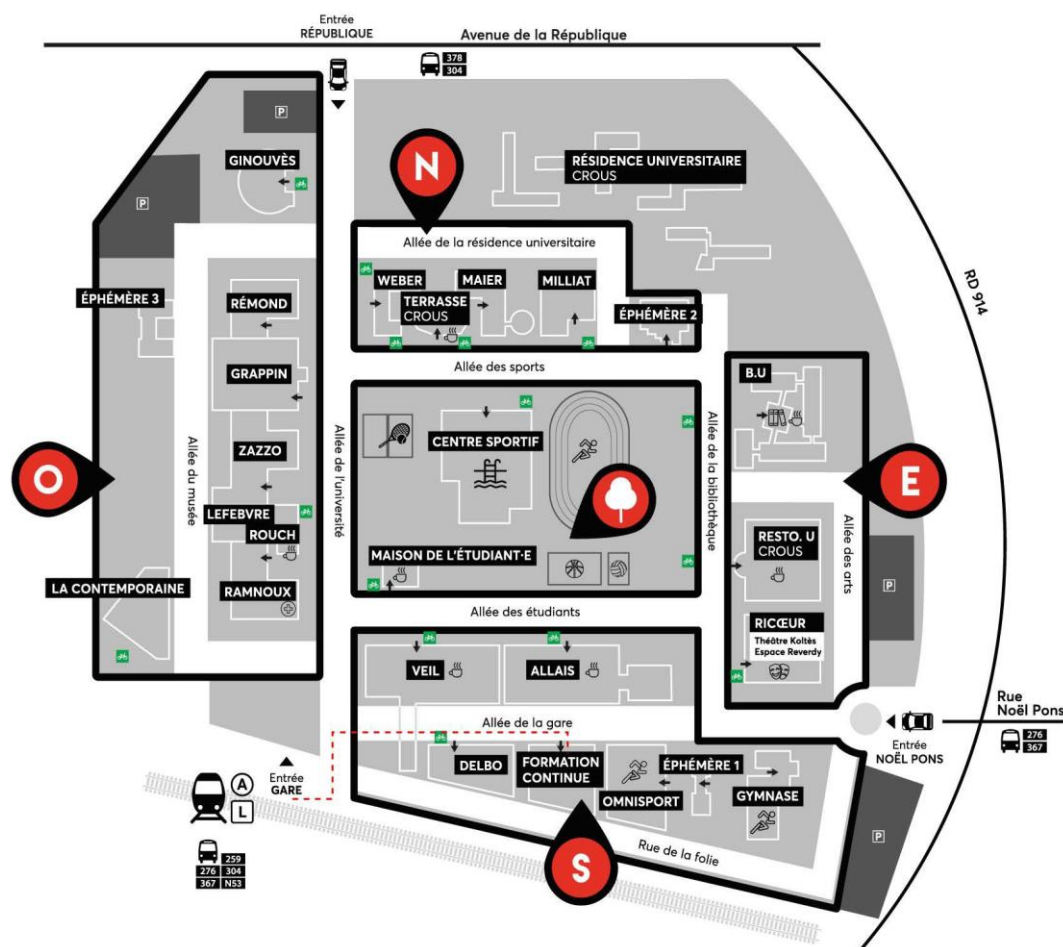 Entrée
RÉPUBLIQUE
Avenue de la République
378
304
P
GINOUVÈS
N
RÉSIDENCE UNIVERSITAIRE
CROUS
P
Allée de la résidence universitaire
RD 914
WEBER
MAIER
MILLIAT
ÉPHÉMÈRE 3
RÉMOND
TERRASSE
CROUS
ÉPHÉMÈRE 2
Allée des sports
GRAPPIN
B.U
Allée du musée
Allée de l'université
CENTRE SPORTIF
Allée de la bibliothèque
ZAZZO
O
E
LEFEBVRE
ROUCH
RESTO. U
CROUS
Allée des arts
MAISON DE L'ÉTUDIANT·E
LA CONTEMPORAINE
RAMNOUX
P
Allée des étudiants
RICŒUR
Théâtre Koltès
Espace Reverdy
VEIL
ALLAIS
Allée de la gare
Rue
Noël Pons
276
367
Entrée
NOËL PONS
Entrée
GARE
DELBO
FORMATION
CONTINUE
ÉPHÉMÈRE 1
OMNISPORT
GYMNASE
A
L
P
Rue de la folie
S
259
276
304
367
N53